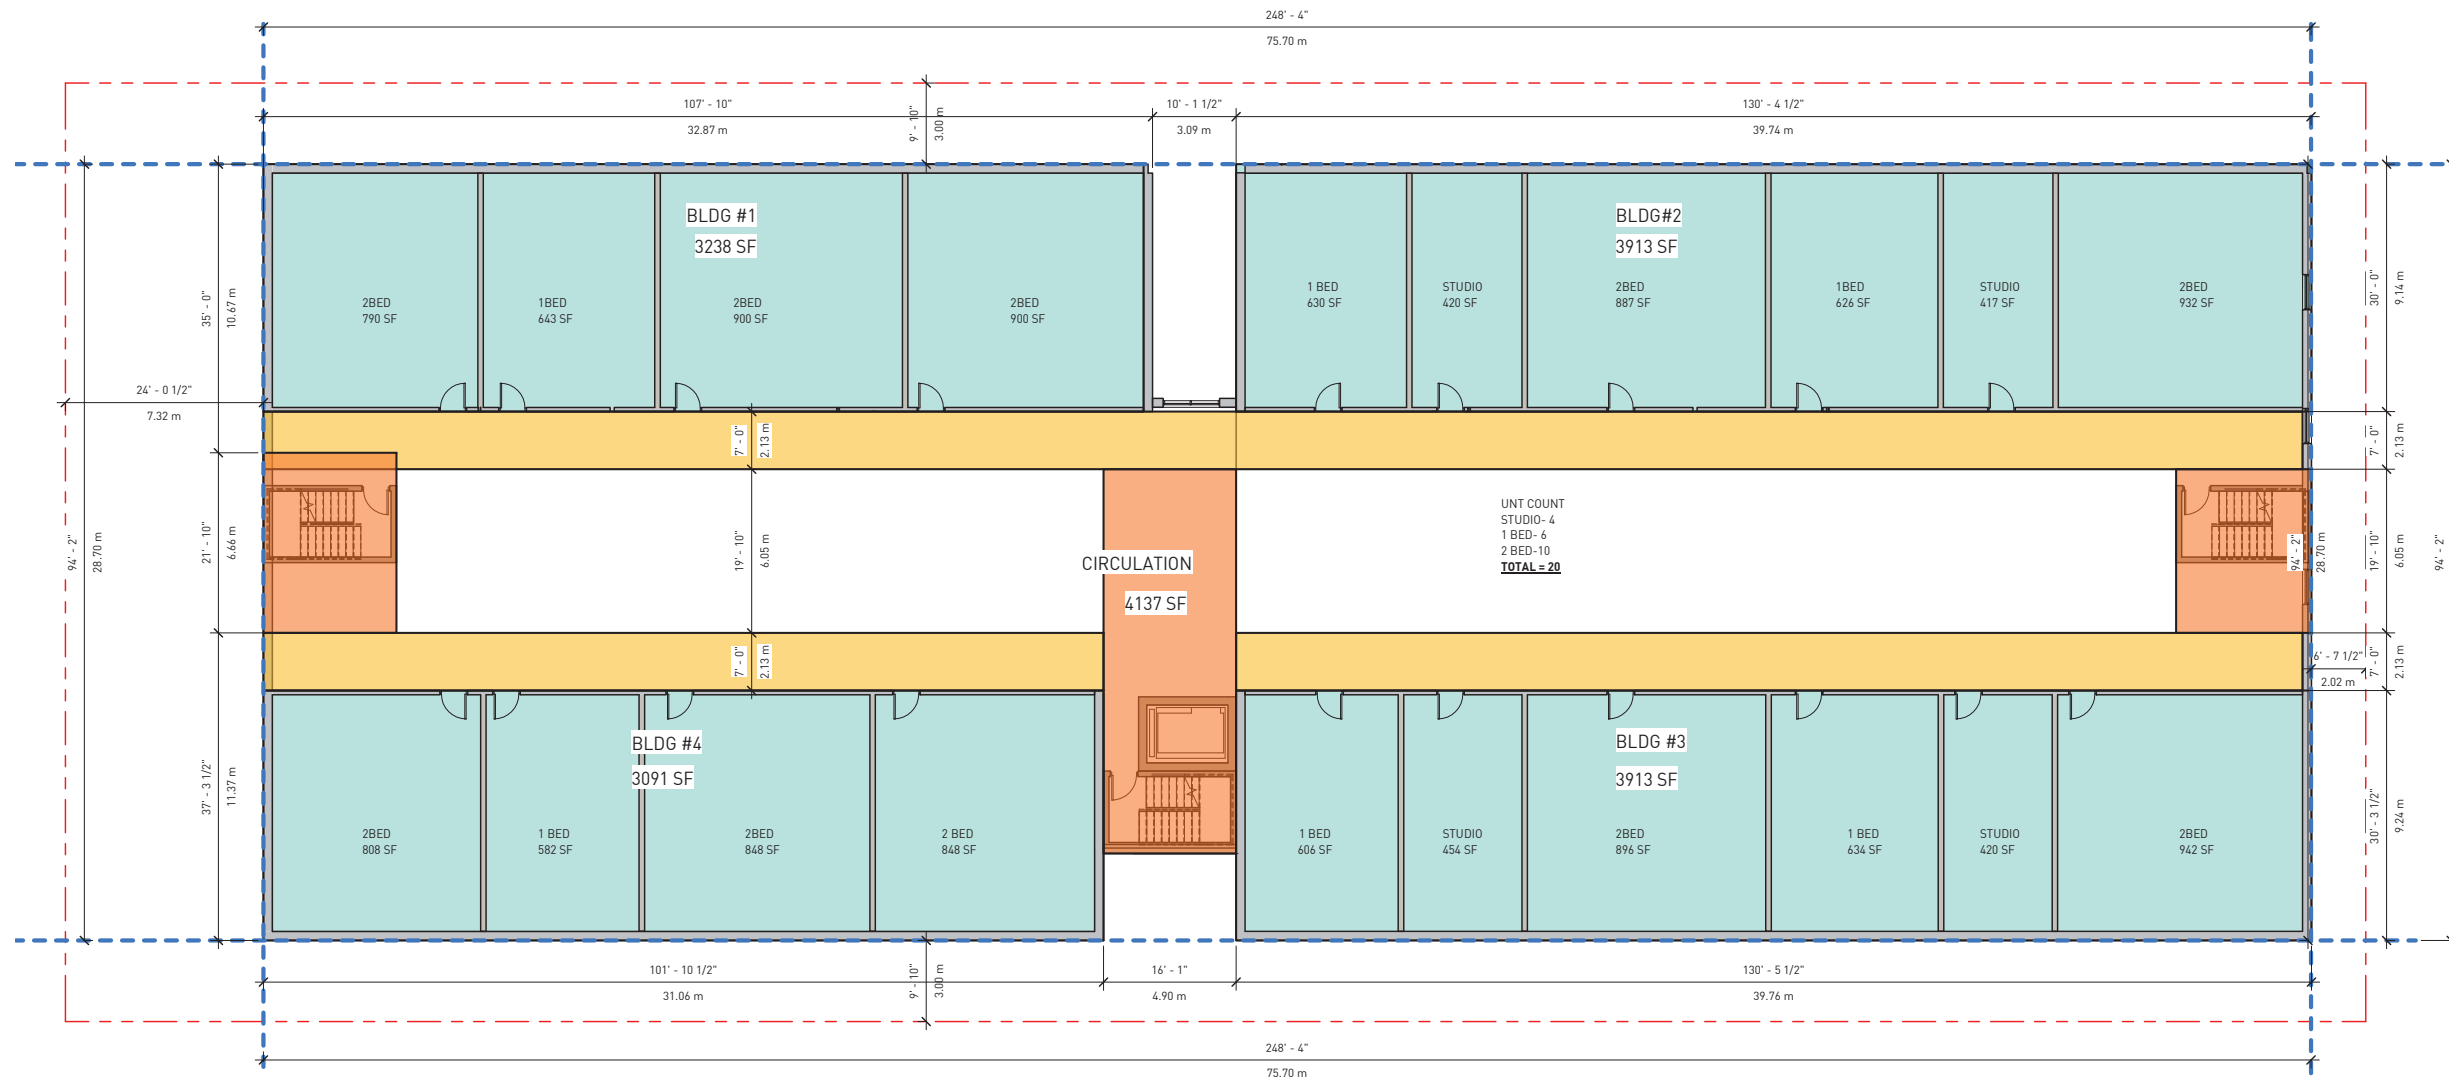 248' - 4"
75.70 m
107' - 10"
32.87 m
9' - 10"
3.00 m
10' - 1 1/2"
3.09 m
130' - 4 1/2"
39.74 m
BLDG #1
3238 SF
BLDG#2
3913 SF
2BED
790 SF
1BED
643 SF
2BED
900 SF
2BED
900 SF
1 BED
630 SF
STUDIO
420 SF
2BED
887 SF
1BED
626 SF
STUDIO
417 SF
2BED
932 SF
35' - 0"
10.67 m
30' - 0"
9.14 m
24' - 0 1/2"
7.32 m
7' - 0"
2.13 m
7' - 0"
2.13 m
94' - 2"
28.70 m
21' - 10"
6.66 m
19' - 10"
6.05 m
CIRCULATION
4137 SF
UNT COUNT
STUDIO- 4
1 BED- 6
2 BED-10
TOTAL = 20
94' - 2"
28.70 m
19' - 10"
6.05 m
94' - 2"
7' - 0"
2.13 m
6' - 7 1/2"
2.02 m
7' - 0"
2.13 m
37' - 3 1/2"
11.37 m
BLDG #4
3091 SF
BLDG #3
3913 SF
2BED
808 SF
1 BED
582 SF
2BED
848 SF
2 BED
848 SF
1 BED
606 SF
STUDIO
454 SF
2BED
896 SF
1 BED
634 SF
STUDIO
420 SF
2BED
942 SF
30' - 3 1/2"
9.24 m
101' - 10 1/2"
31.06 m
9' - 10"
3.00 m
16' - 1"
4.90 m
130' - 5 1/2"
39.76 m
248' - 4"
75.70 m